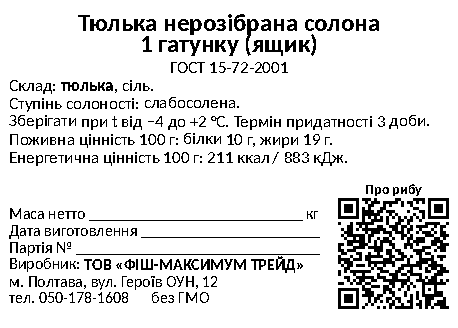 Тюлька нерозібрана солона
1 гатунку (ящик)
ГОСТ 15-72-2001
Склад: тюлька, сіль.
Ступінь солоності: слабосолена.
Зберігати при t від −4 до +2 °С. Термін придатності 3 доби.
Поживна цінність 100 г: білки 10 г, жири 19 г.
Енергетична цінність 100 г: 211 ккал / 883 кДж.
Про рибу
Маса нетто ____________________________ кг
Дата виготовлення ________________________
Партія № ________________________________
Виробник: ТОВ «ФІШ-МАКСИМУМ ТРЕЙД»
м. Полтава, вул. Героїв ОУН, 12
тел. 050-178-1608 без ГМО